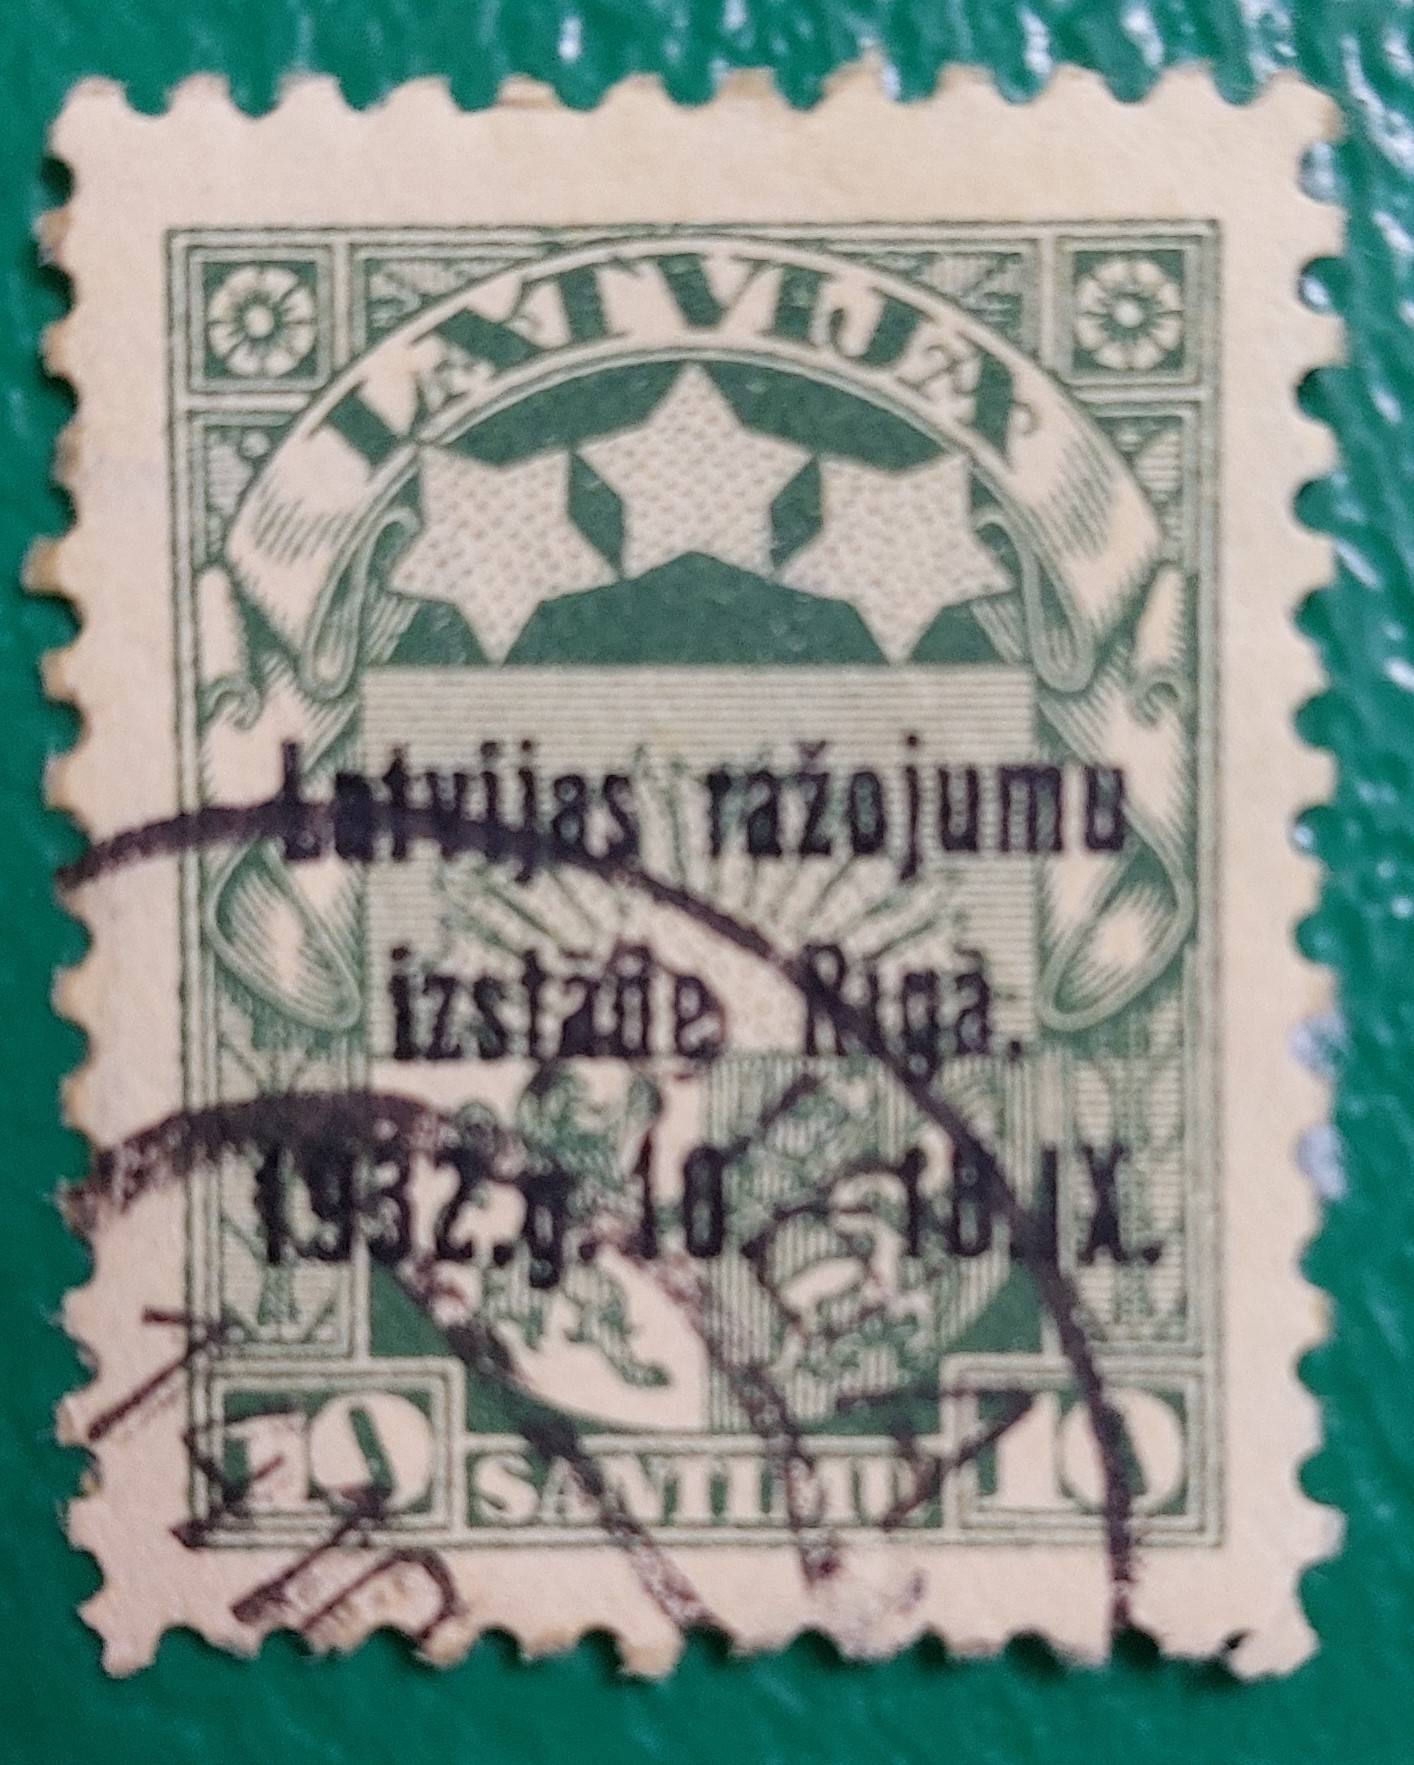 LATVIJA
Latvijas ražojumu
izstāde Rīgā.
1932.g.10.–18.IX.
10 SANTIMU 10